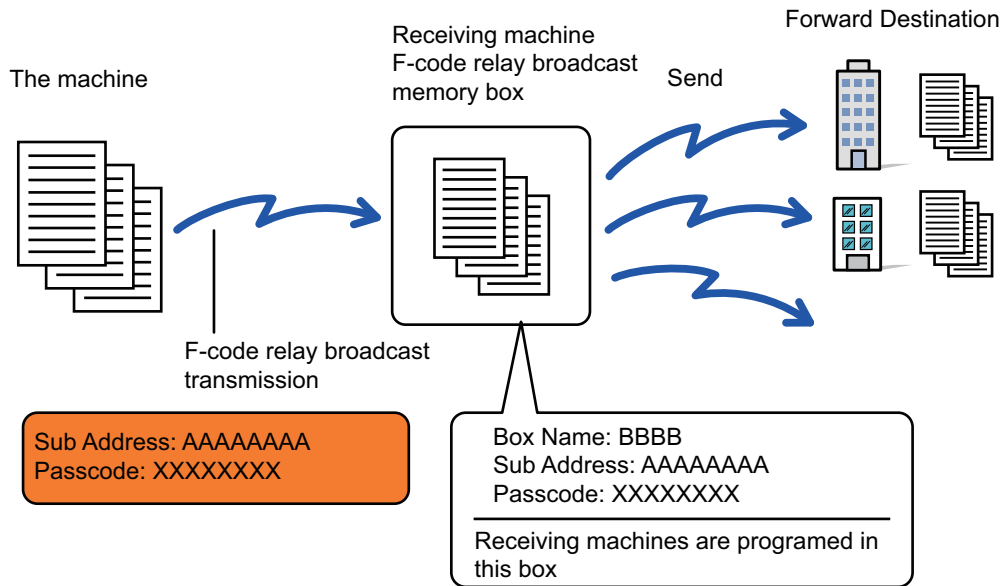 The machine
Receiving machine
F-code relay broadcast
memory box
Send
Forward Destination
F-code relay broadcast
transmission
Sub Address: AAAAAAAA
Passcode: XXXXXXXX
Box Name: BBBB
Sub Address: AAAAAAAA
Passcode: XXXXXXXX
Receiving machines are programed in
this box